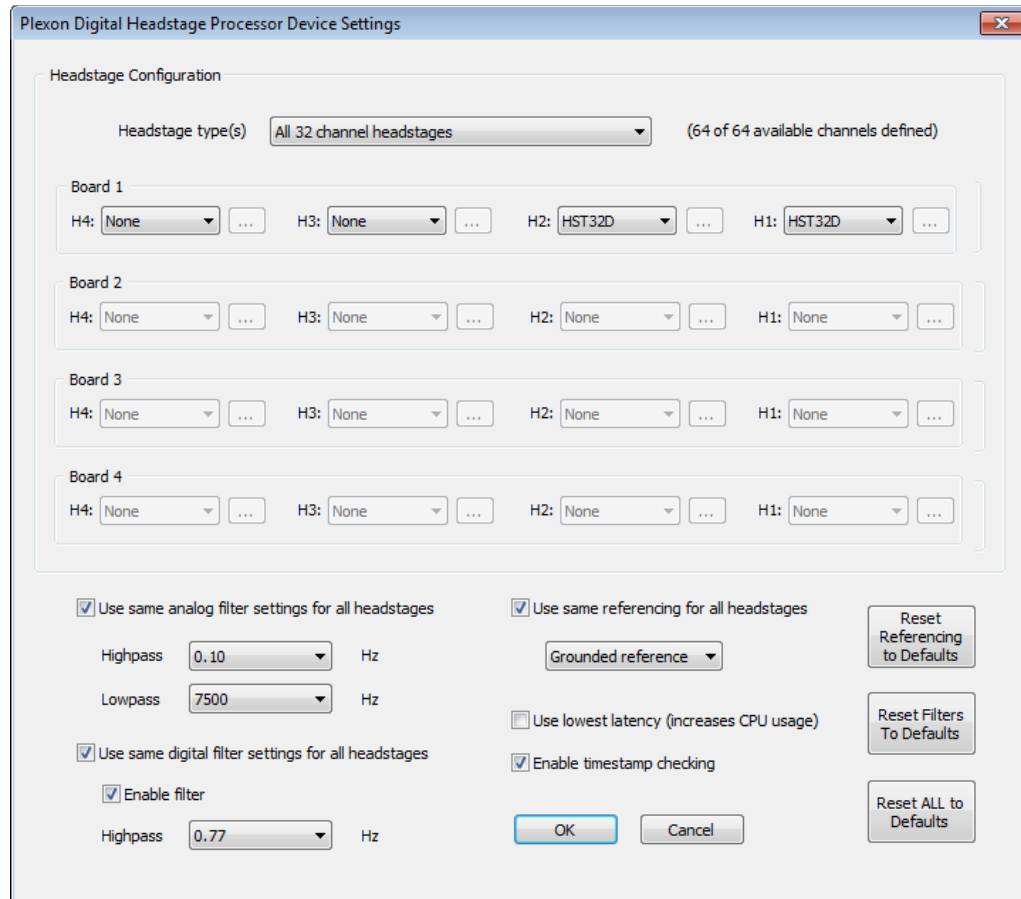 Plexon Digital Headstage Processor Device Settings
Headstage Configuration
Headstage type(s) All 32 channel headstages (64 of 64 available channels defined)
Board 1
H4: None ... H3: None ... H2: HST32D ... H1: HST32D ...
Board 2
H4: None ... H3: None ... H2: None ... H1: None ...
Board 3
H4: None ... H3: None ... H2: None ... H1: None ...
Board 4
H4: None ... H3: None ... H2: None ... H1: None ...
Use same analog filter settings for all headstages
Highpass 0.10 Hz
Lowpass 7500 Hz
Use same digital filter settings for all headstages
Enable filter
Highpass 0.77 Hz
Use same referencing for all headstages
Grounded reference
Use lowest latency (increases CPU usage)
Enable timestamp checking
OK Cancel
Reset
Referencing
to Defaults
Reset Filters
To Defaults
Reset ALL to
Defaults